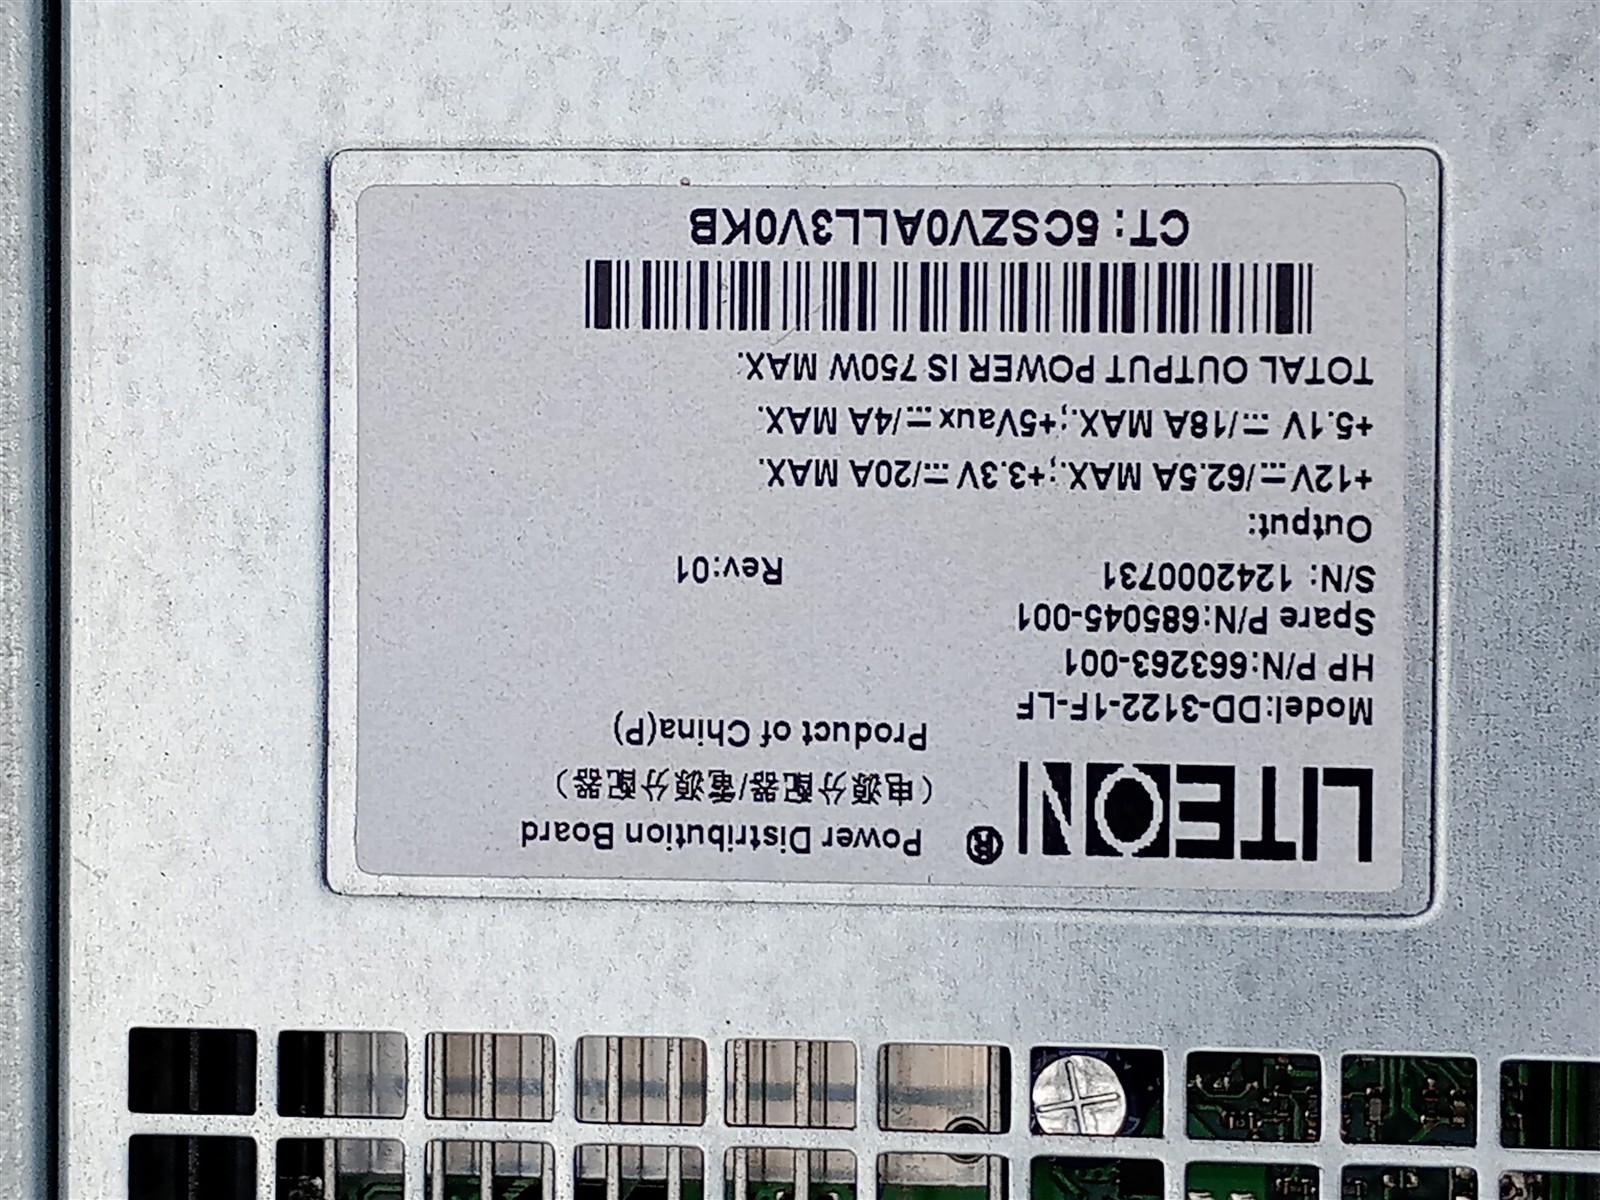 LITEON ® Power Distribution Board
（电源分配器/電源分配器）
Product of China(P)
Model:DD-3122-1F-LF
HP P/N:663263-001
Spare P/N:685045-001
S/N: 1242000731 Rev:01
Output:
+12V⎓/62.5A MAX.;+3.3V⎓/20A MAX.
+5.1V⎓/18A MAX.;+5Vaux⎓/4A MAX.
TOTAL OUTPUT POWER IS 750W MAX.
CT: 5CSZV0ALL3V0KB